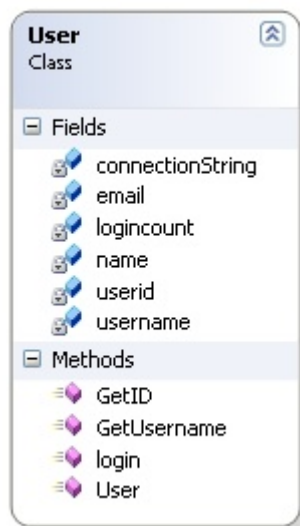 User
Class
Fields
connectionString
email
logincount
name
userid
username
Methods
GetID
GetUsername
login
User